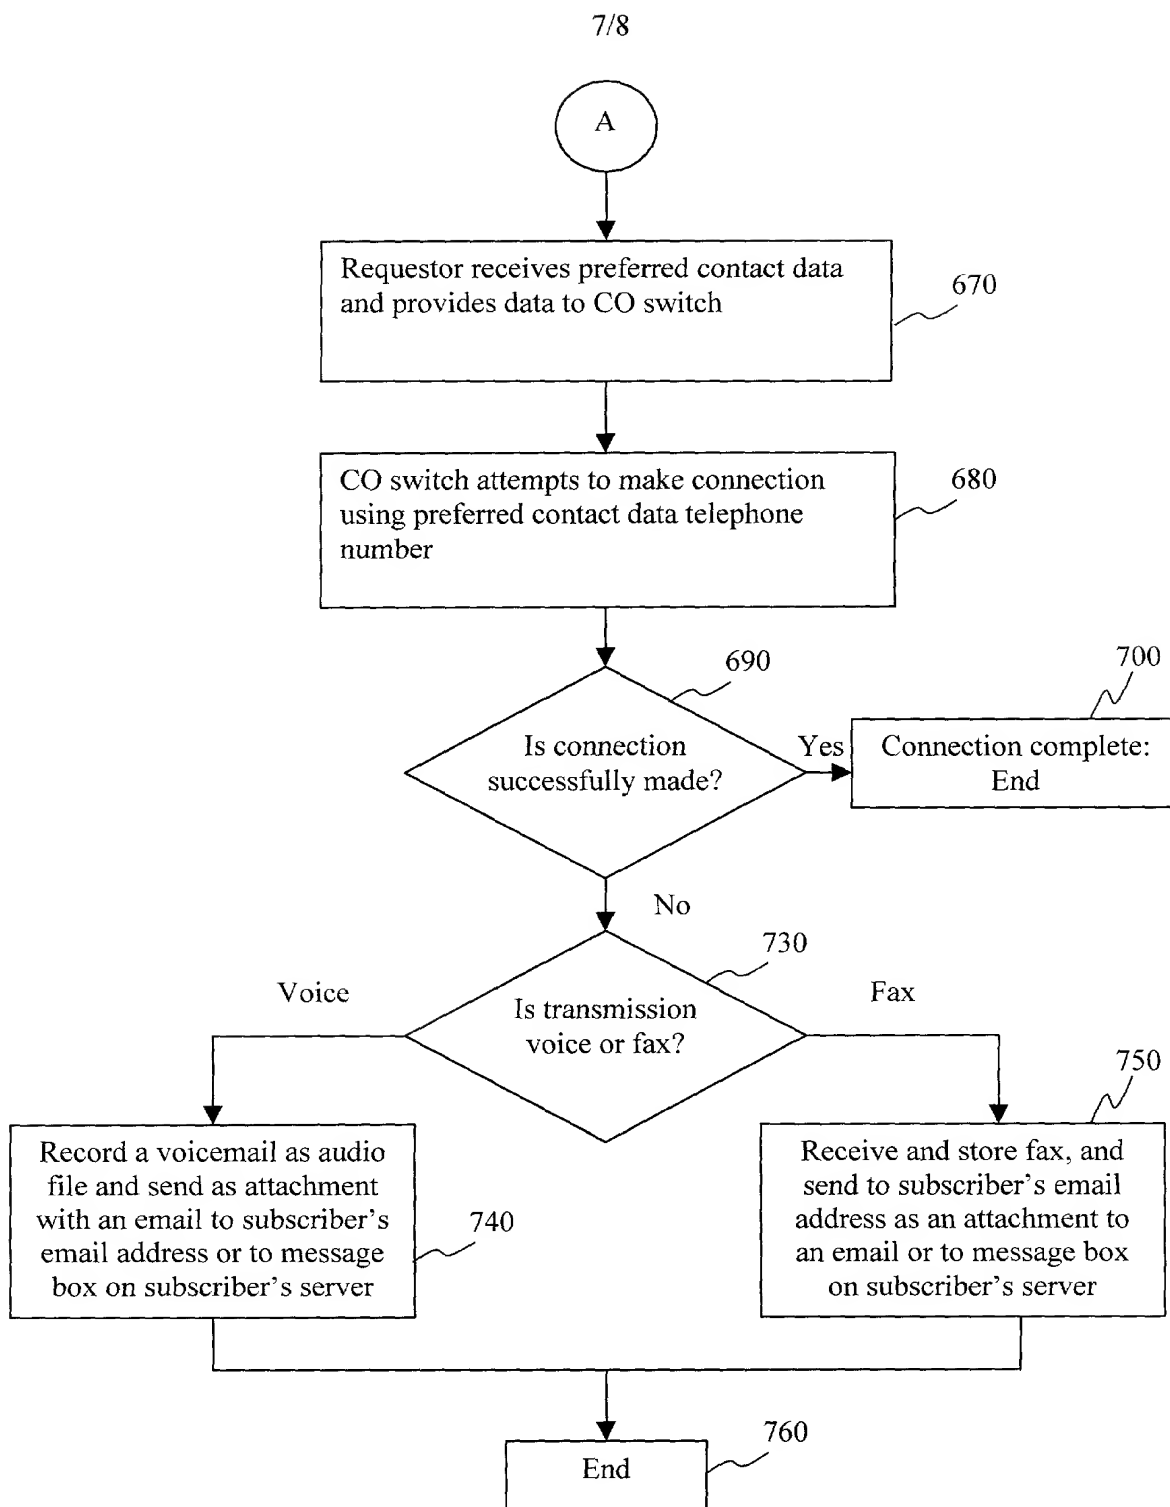 7/8
A
Requestor receives preferred contact data
and provides data to CO switch
670
CO switch attempts to make connection
using preferred contact data telephone
number
680
690
700
Is connection
successfully made?
Yes
Connection complete:
End
No
730
Voice
Fax
Is transmission
voice or fax?
750
Record a voicemail as audio
file and send as attachment
with an email to subscriber’s
email address or to message
box on subscriber’s server
740
Receive and store fax, and
send to subscriber’s email
address as an attachment to
an email or to message box
on subscriber’s server
760
End